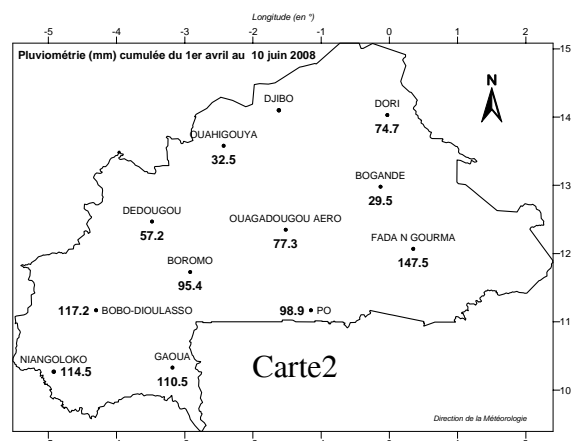 Longitude (en °)
-5 -4 -3 -2 -1 0 1 2
Pluviométrie (mm) cumulée du 1er avril au 10 juin 2008
N
15
DJIBO
DORI
74.7
14
OUAHIGOUYA
32.5
BOGANDE
29.5
13
DEDOUGOU
57.2
OUAGADOUGOU AERO
77.3
FADA N GOURMA
147.5
12
BOROMO
95.4
117.2 BOBO-DIOULASSO
98.9 PO
11
NIANGOLOKO
114.5
GAOUA
110.5
Carte2
10
Direction de la Météorologie